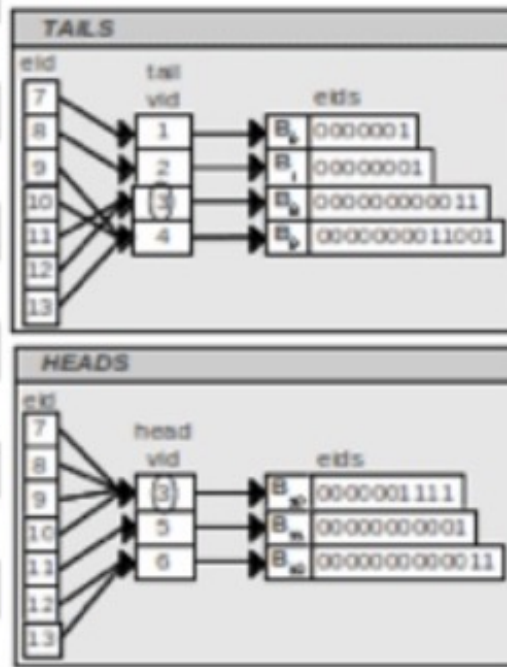 TAILS
eid
tail
vid
eids
7
8
9
10
11
12
13
1
2
3
4
B 0000001
B 00000001
B 000000000011
B 0000000011001
HEADS
eid
head
vid
eids
7
8
9
10
11
12
13
3
5
6
B 0000001111
B 00000000001
B 0000000000011